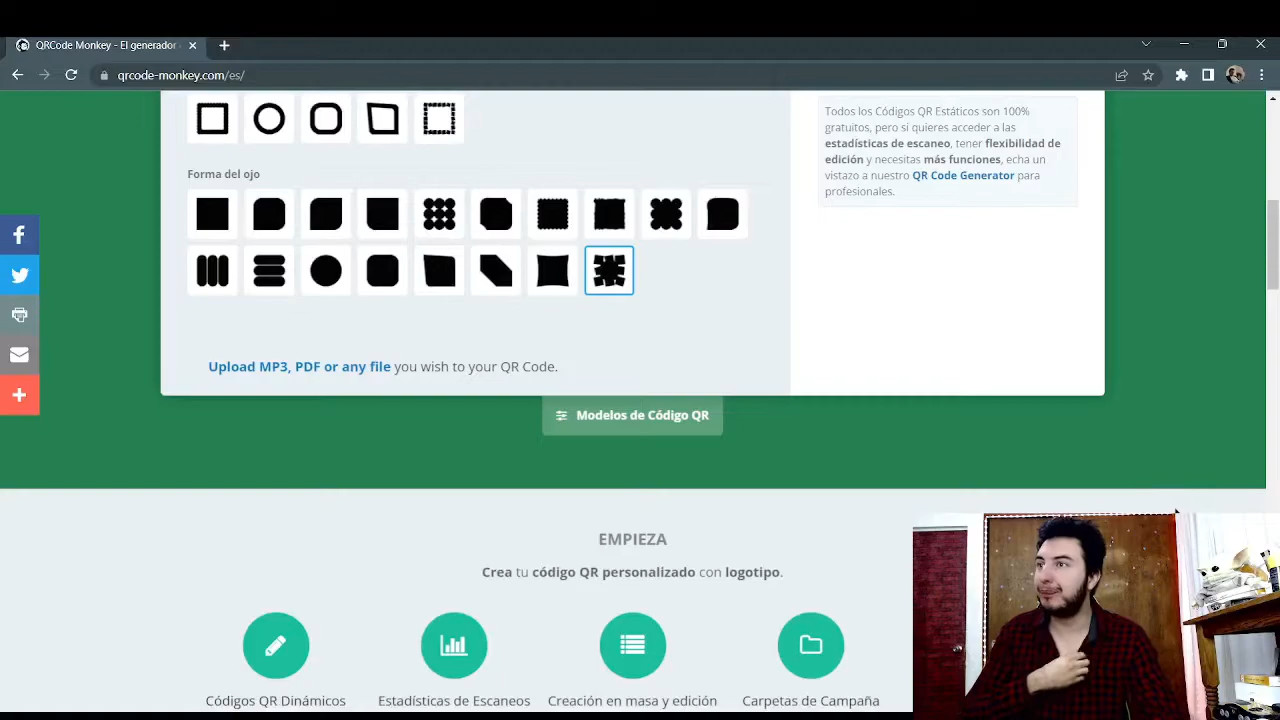 QRCode Monkey - El generador
qrcode-monkey.com/es/
Todos los Códigos QR Estáticos son 100%
gratuitos, pero si quieres acceder a las
estadísticas de escaneo, tener flexibilidad de
edición y necesitas más funciones, echa un
vistazo a nuestro QR Code Generator para
profesionales.
Forma del ojo
Upload MP3, PDF or any file you wish to your QR Code.
Modelos de Código QR
EMPIEZA
Crea tu código QR personalizado con logotipo.
Códigos QR Dinámicos
Estadísticas de Escaneos
Creación en masa y edición
Carpetas de Campaña